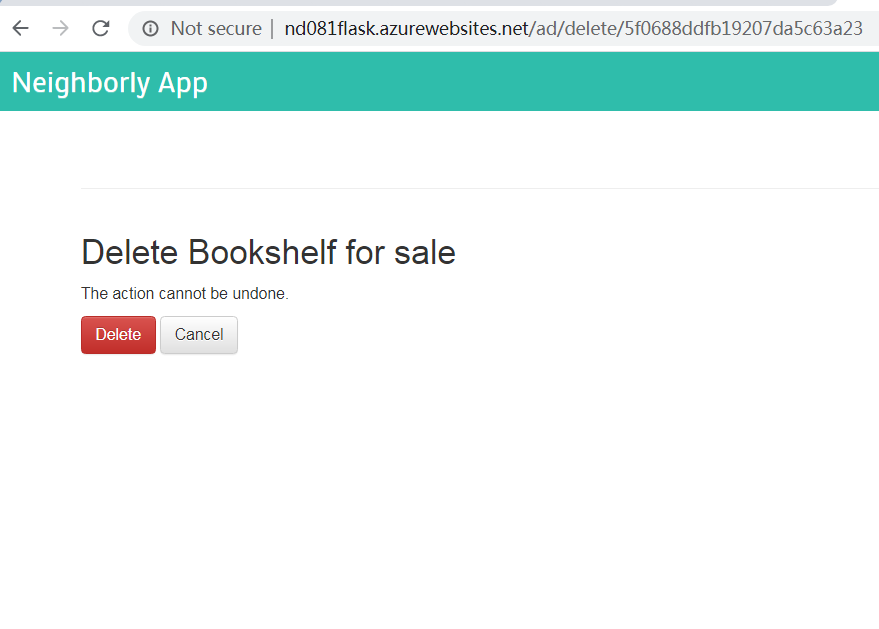 Not secure | nd081flask.azurewebsites.net/ad/delete/5f0688ddfb19207da5c63a23
Neighborly App
Delete Bookshelf for sale
The action cannot be undone.
Delete Cancel